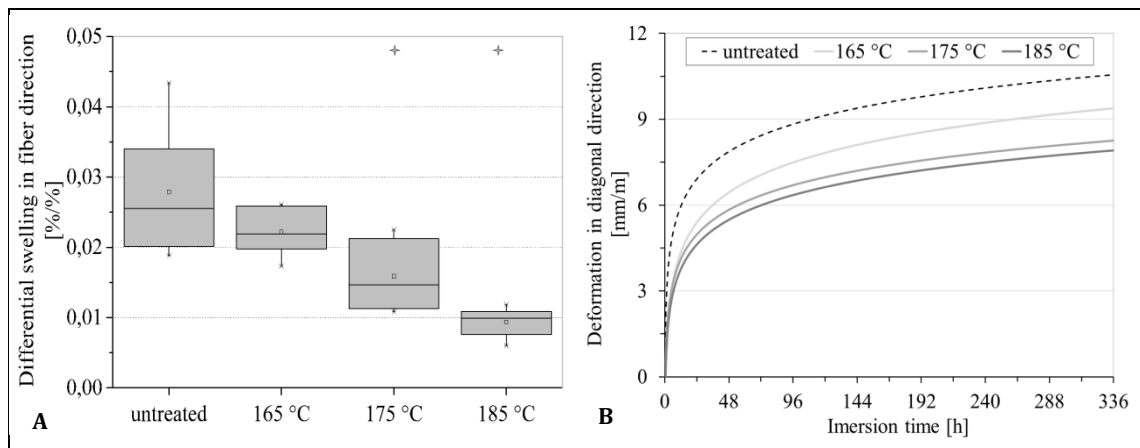 Differential swelling in fiber direction
[%/%]
0,05
0,04
0,03
0,02
0,01
0,00
untreated 165 °C 175 °C 185 °C
A
Deformation in diagonal direction
[mm/m]
12
9
6
3
0
untreated 165 °C 175 °C 185 °C
0 48 96 144 192 240 288 336
Imersion time [h]
B